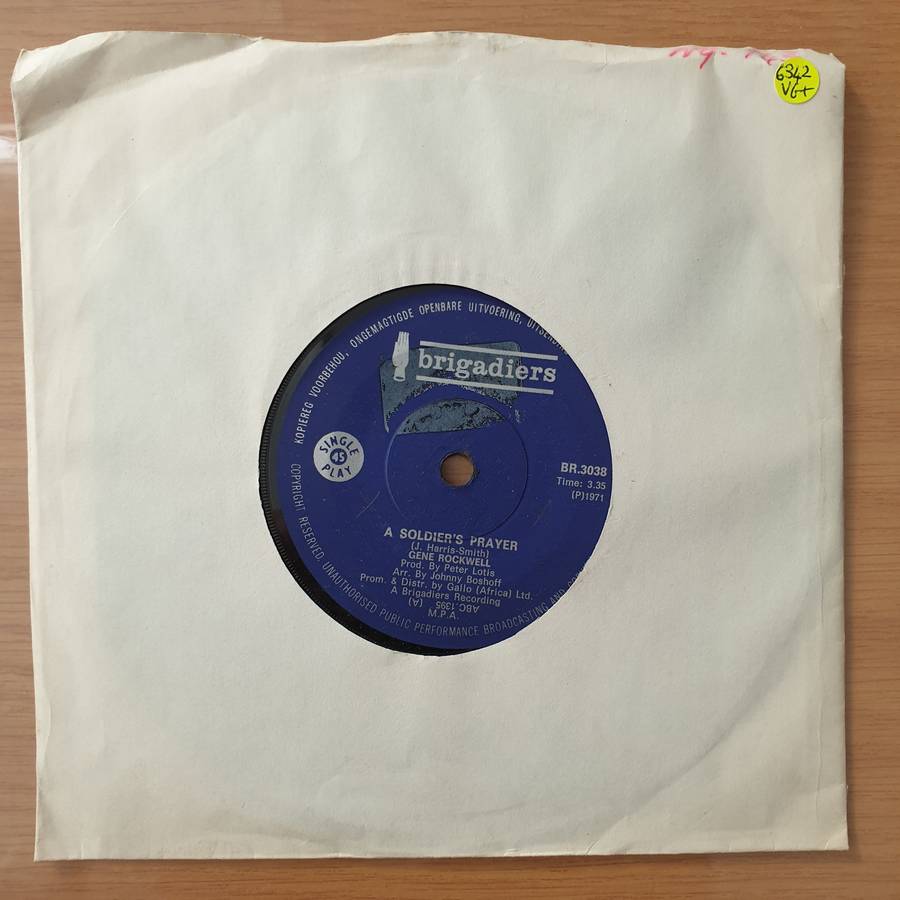 6342
VG+
KOPIEREG VOORBEHOU, ONGEMAGTIGDE OPENBARE UITVOERING,
brigadiers
SINGLE
45
PLAY
BR.3038
Time: 3.35
(P)1971
A SOLDIER'S PRAYER
(J. Harris-Smith)
GENE ROCKWELL
Prod. By Peter Lotis
Arr. By Johnny Boshoff
Prom. & Distr. by Gallo (Africa) Ltd.
A Brigadiers Recording
ABC.1395 (A)
M.P.A.
COPYRIGHT RESERVED, UNAUTHORISED PUBLIC PERFORMANCE BROADCASTING AND